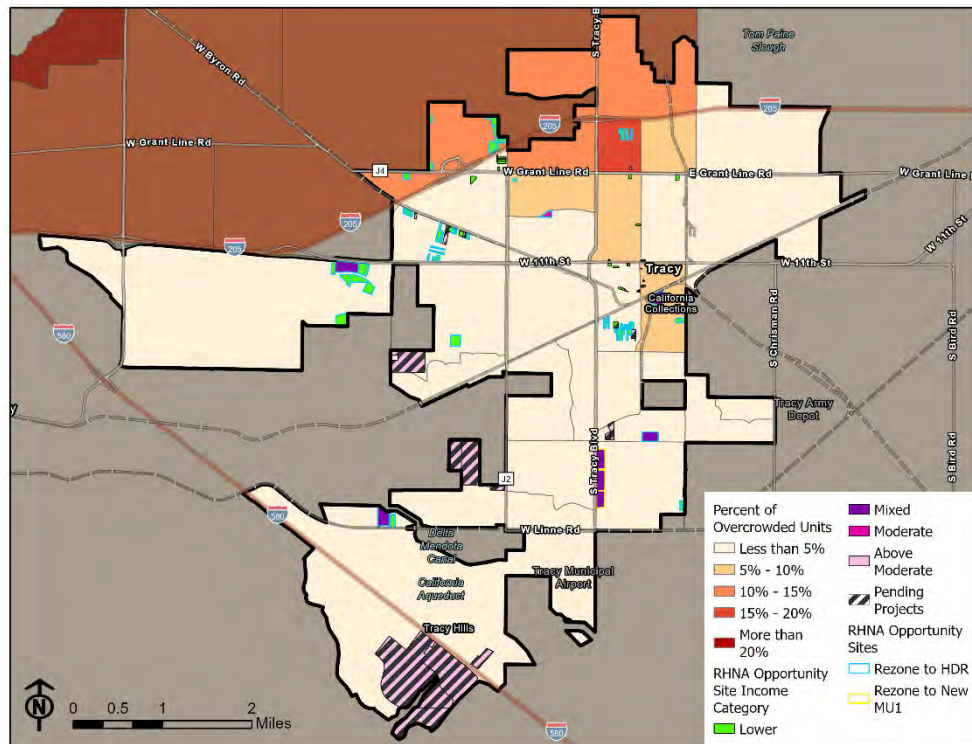 S Tracy B
Tom Paine
Slough
W Byron Rd
205
205
W Grant Line Rd
J4
W Grant Line Rd
E Grant Line Rd
W Grant Line
205
205
W 11th St
W 11th St
W 11th St
Tracy
California
Collections
580
S Chrisman Rd
S Bird Rd
Tracy Army
Depot
y
S Tracy Blvd
J2
S Bird Rd
580
W Linne Rd
Delta
Mendota
Canal
Tracy Municipal
Airport
California
Aqueduct
Tracy Hills
580
N
0 0.5 1 2
Miles
Percent of
Overcrowded Units
Less than 5%
5% - 10%
10% - 15%
15% - 20%
More than
20%
RHNA Opportunity
Site Income
Category
Lower
Mixed
Moderate
Above
Moderate
Pending
Projects
RHNA Opportunity
Sites
Rezone to HDR
Rezone to New
MU1